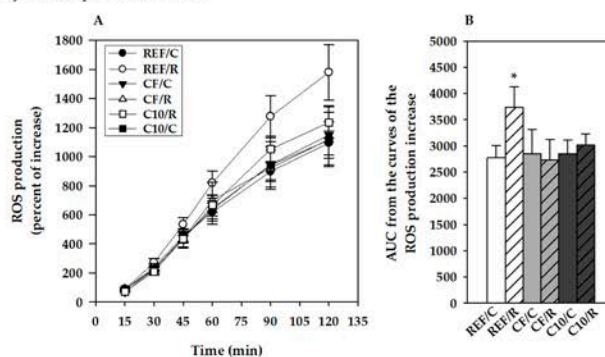 A
B
1800
1600
1400
1200
1000
800
600
400
200
0
REF/C
REF/R
CF/C
CF/R
C10/R
C10/C
ROS production
(percent of increase)
0 15 30 45 60 75 90 105 120 135
Time (min)
5000
4500
4000
3500
3000
2500
2000
1500
1000
500
0
*
AUC from the curves of the
ROS production increase
REF/C
REF/R
CF/C
CF/R
C10/C
C10/R